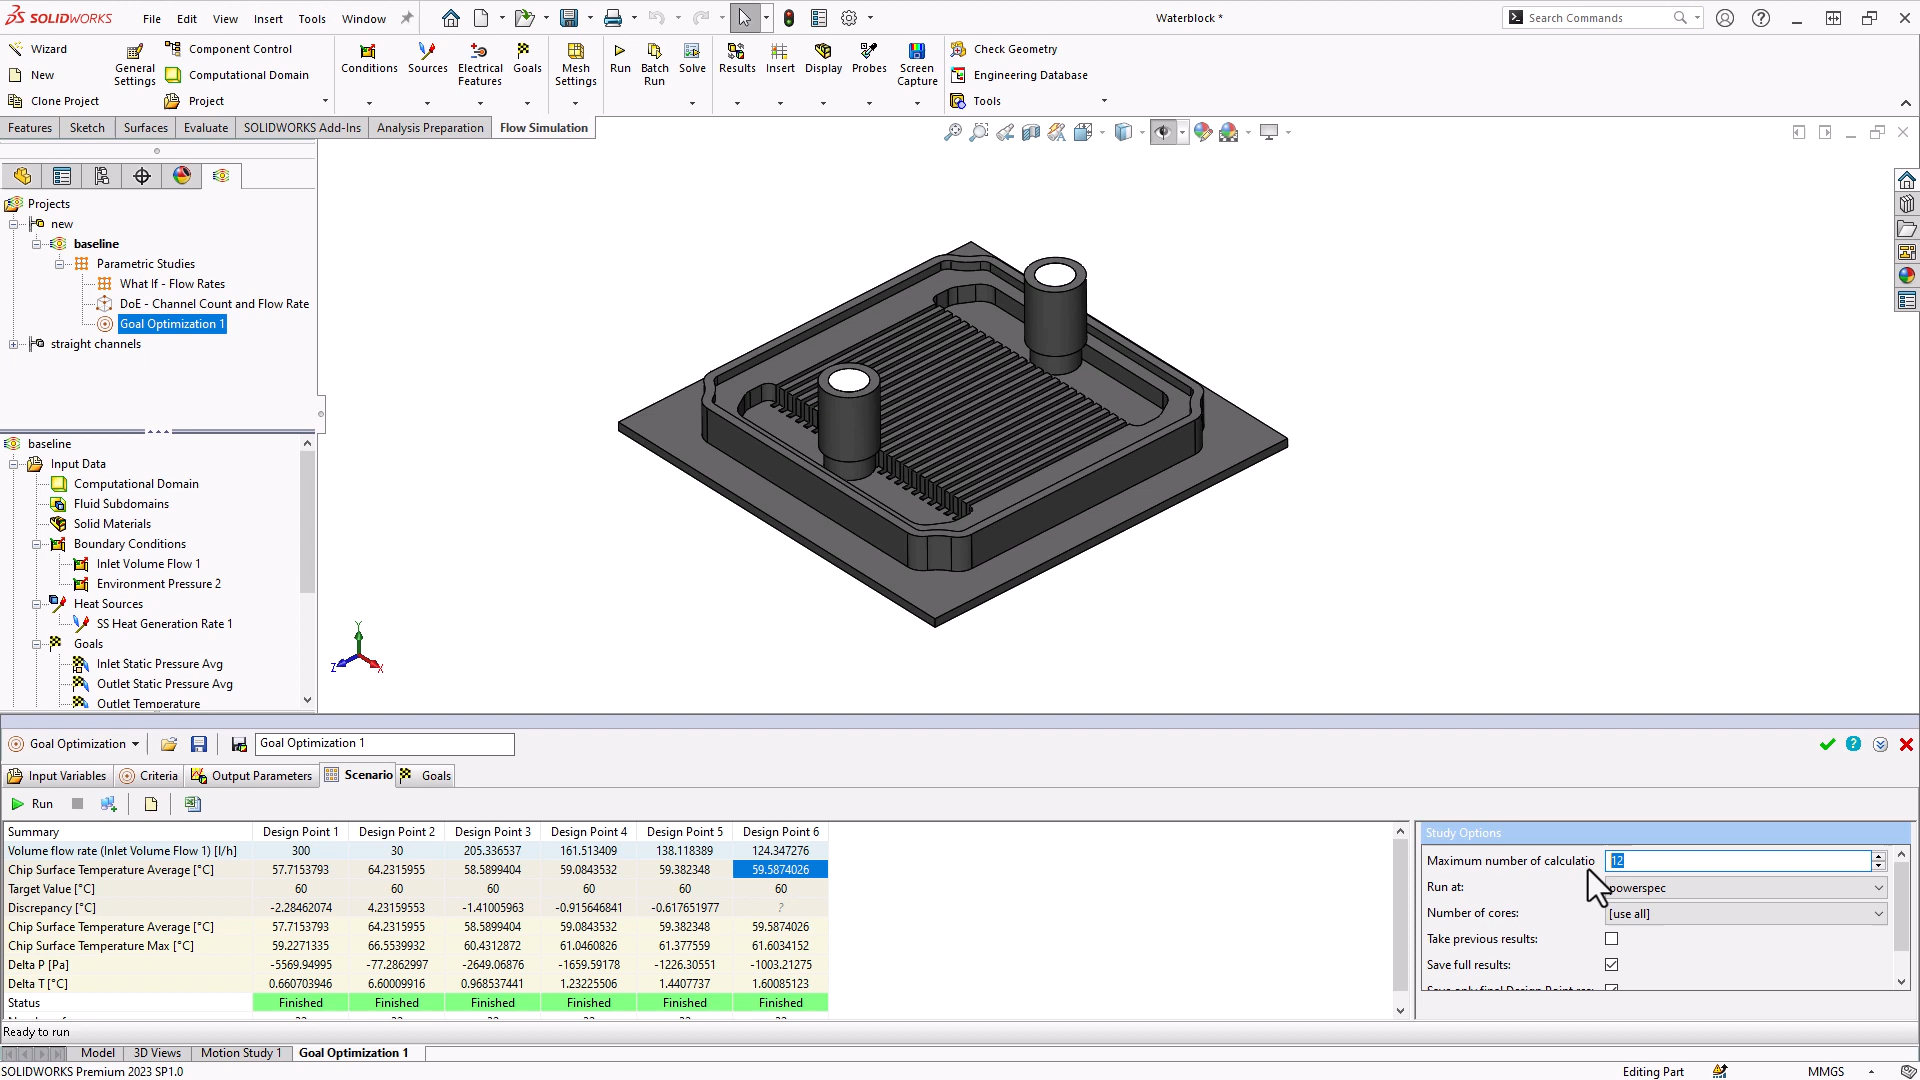 SOLIDWORKS File Edit View Insert Tools Window Waterblock * Search Commands
Wizard Component Control Check Geometry
General Settings Conditions Sources Electrical Features Goals Mesh Settings Run Batch Run Solve Results Insert Display Probes Screen Capture
New Computational Domain Engineering Database
Clone Project Project Tools
Features Sketch Surfaces Evaluate SOLIDWORKS Add-Ins Analysis Preparation Flow Simulation
Projects
new
baseline
Parametric Studies
What If - Flow Rates
DoE - Channel Count and Flow Rate
Goal Optimization 1
straight channels
baseline
Input Data
Computational Domain
Fluid Subdomains
Solid Materials
Boundary Conditions
Inlet Volume Flow 1
Environment Pressure 2
Heat Sources
SS Heat Generation Rate 1
Goals
Inlet Static Pressure Avg
Outlet Static Pressure Avg
Outlet Temperature
Y
Z X
Goal Optimization Goal Optimization 1
Input Variables Criteria Output Parameters Scenario Goals
Run
Summary Design Point 1 Design Point 2 Design Point 3 Design Point 4 Design Point 5 Design Point 6
Volume flow rate (Inlet Volume Flow 1) [l/h] 300 30 205.336537 161.513409 138.118389 124.347276
Chip Surface Temperature Average [°C] 57.7153793 64.2315955 58.5899404 59.0843532 59.382348 59.5874026
Target Value [°C] 60 60 60 60 60 60
Discrepancy [°C] -2.28462074 4.23159553 -1.41005963 -0.915646841 -0.617651977 ?
Chip Surface Temperature Average [°C] 57.7153793 64.2315955 58.5899404 59.0843532 59.382348 59.5874026
Chip Surface Temperature Max [°C] 59.2271335 66.5539932 60.4312872 61.0460826 61.377559 61.6034152
Delta P [Pa] -5569.94995 -77.2862997 -2649.06876 -1659.59178 -1226.30551 -1003.21275
Delta T [°C] 0.660703946 6.60009916 0.968537441 1.23225506 1.4407737 1.60085123
Status Finished Finished Finished Finished Finished Finished
Study Options
Maximum number of calculatio 12
Run at: powerspec
Number of cores: [use all]
Take previous results:
Save full results:
Ready to run
Model 3D Views Motion Study 1 Goal Optimization 1
SOLIDWORKS Premium 2023 SP1.0 Editing Part MMGS